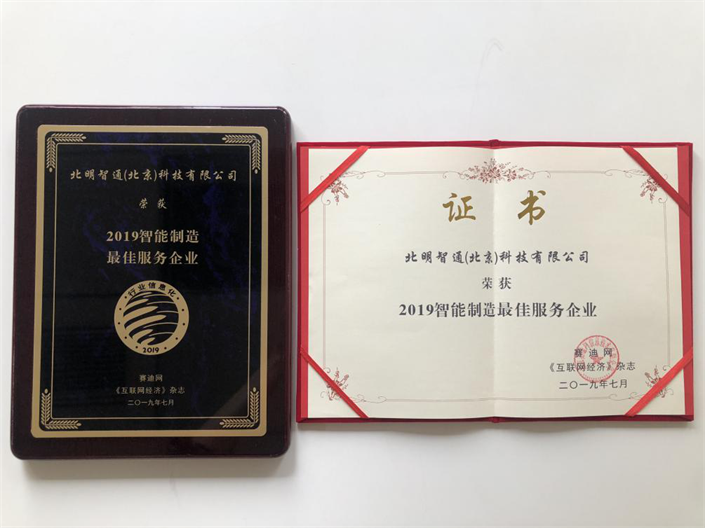 北明智通(北京)科技有限公司
荣获
2019智能制造
最佳服务企业
行业信息化
2019
赛迪网
《互联网经济》杂志
二〇一九年七月
证书
北明智通(北京)科技有限公司
荣获
2019智能制造最佳服务企业
赛迪网
《互联网经济》杂志
二〇一九年七月